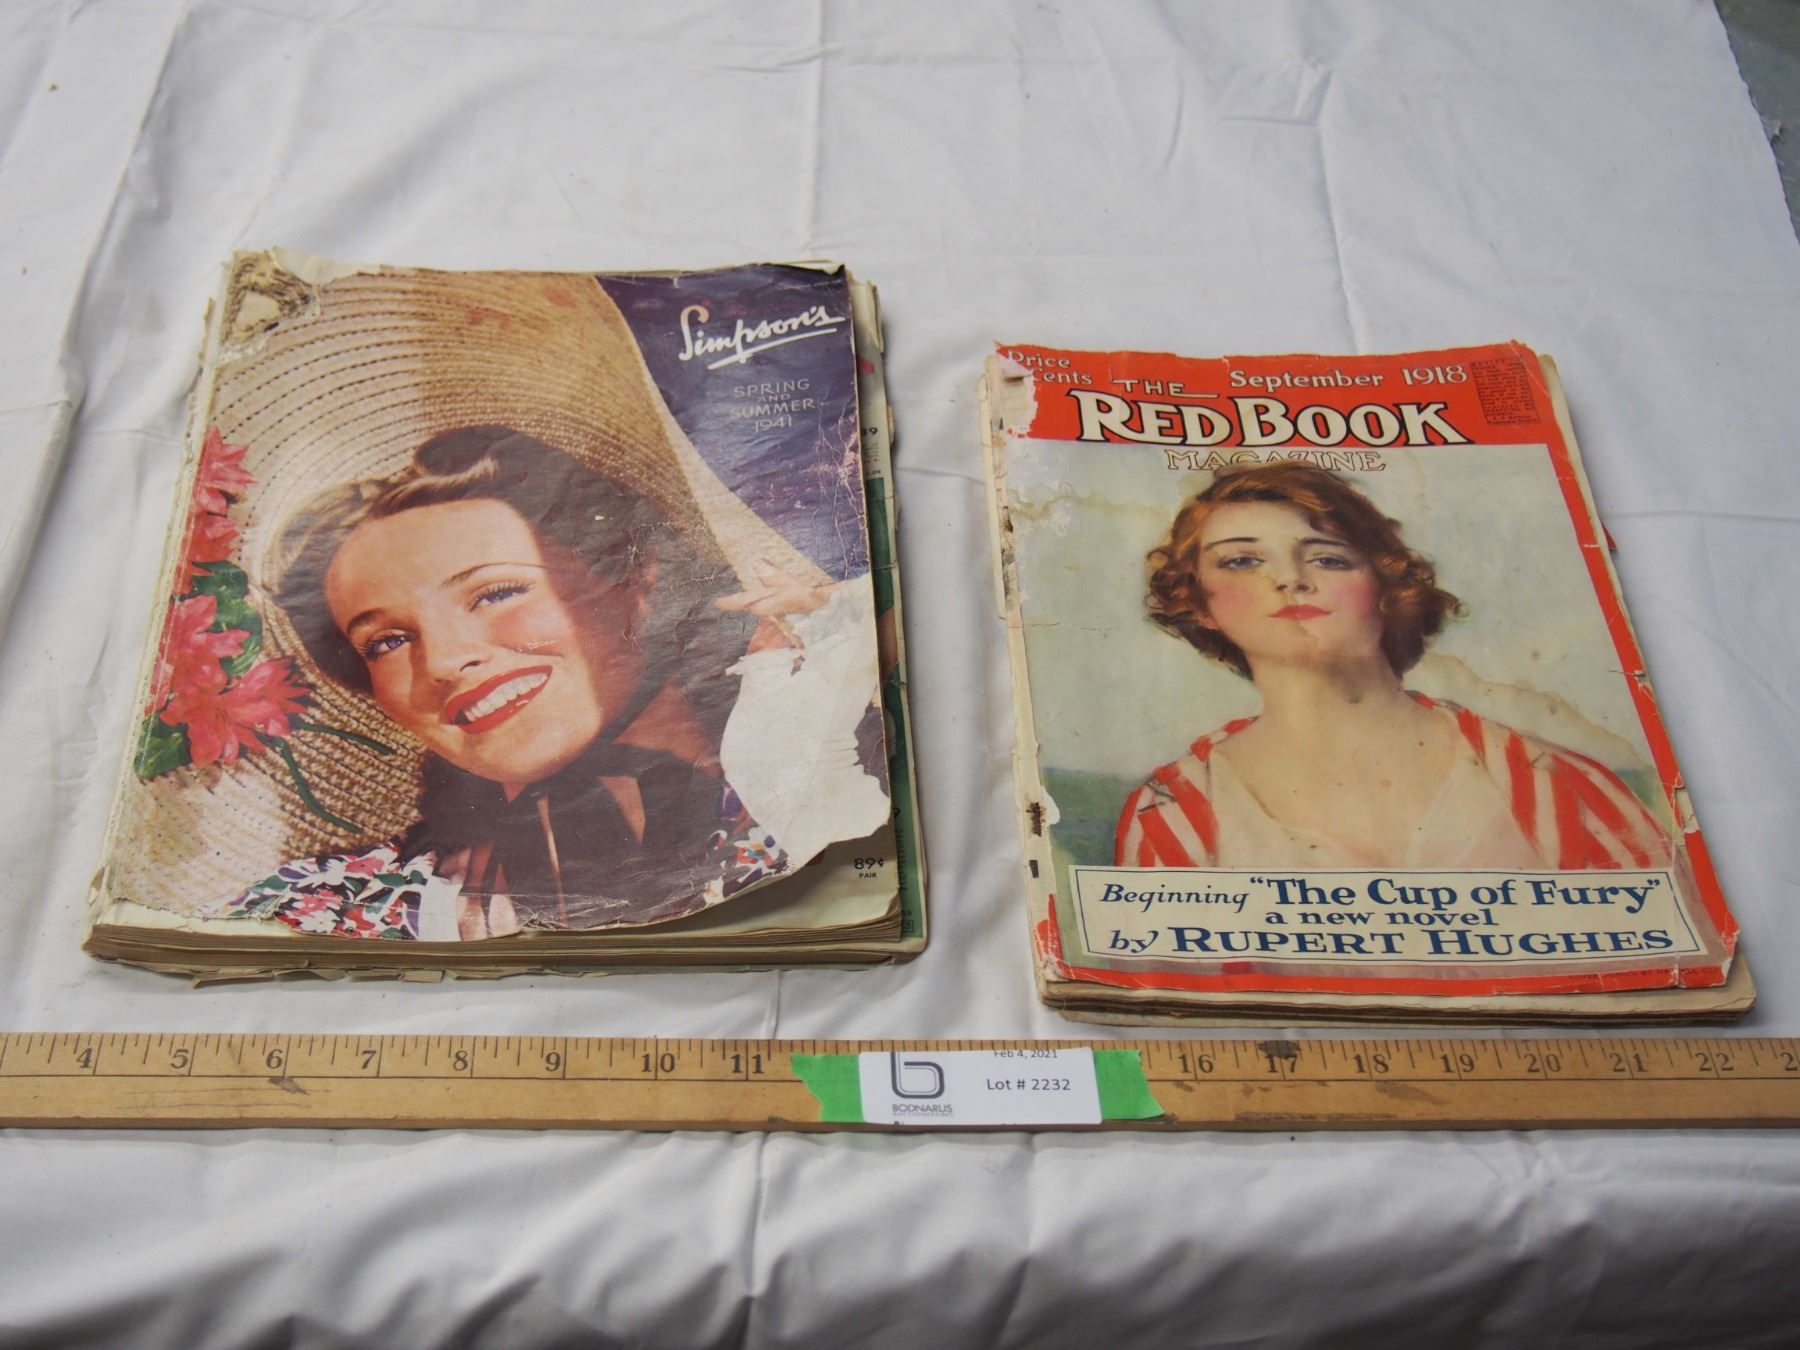 Simpson's
SPRING
AND
SUMMER
1941
89¢
PAIR
Price
Cents
September 1918
THE
RED BOOK
MAGAZINE
Beginning "The Cup of Fury"
a new novel
by RUPERT HUGHES
4 5 6 7 8 9 10 11 16 17 18 19 20 21 22
Feb 4, 2021
Lot # 2232
BODNARUS